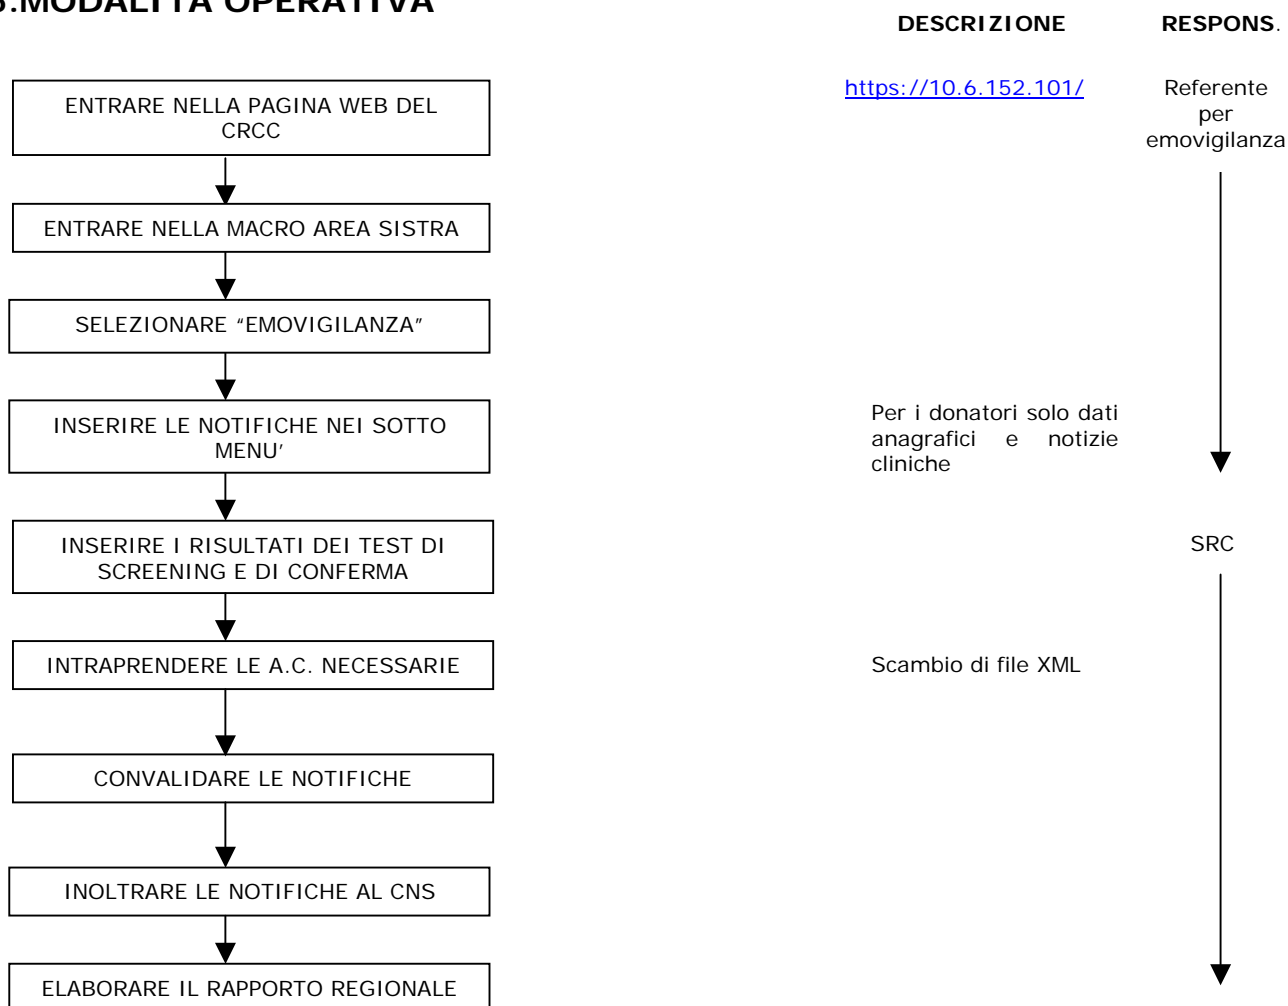 .MODALITÀ OPERATIVA
DESCRIZIONE RESPONS.
ENTRARE NELLA PAGINA WEB DEL
CRCC
https://10.6.152.101/
Referente
per
emovigilanza
ENTRARE NELLA MACRO AREA SISTRA
SELEZIONARE “EMOVIGILANZA”
INSERIRE LE NOTIFICHE NEI SOTTO
MENU’
Per i donatori solo dati
anagrafici e notizie
cliniche
INSERIRE I RISULTATI DEI TEST DI
SCREENING E DI CONFERMA
SRC
INTRAPRENDERE LE A.C. NECESSARIE
Scambio di file XML
CONVALIDARE LE NOTIFICHE
INOLTRARE LE NOTIFICHE AL CNS
ELABORARE IL RAPPORTO REGIONALE